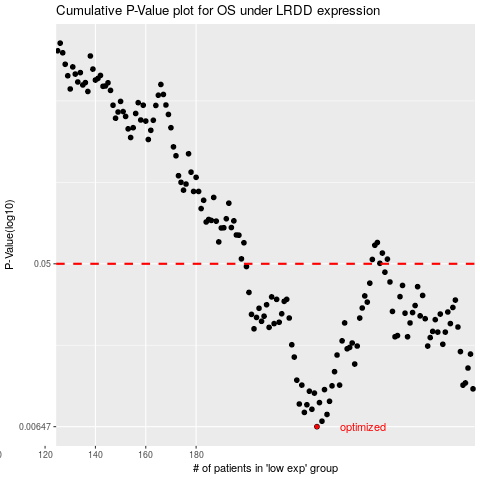 Cumulative P-Value plot for OS under LRDD expression
P-Value(log10)
0.05
0.00647
optimized
0 120 140 160 180
# of patients in 'low exp' group